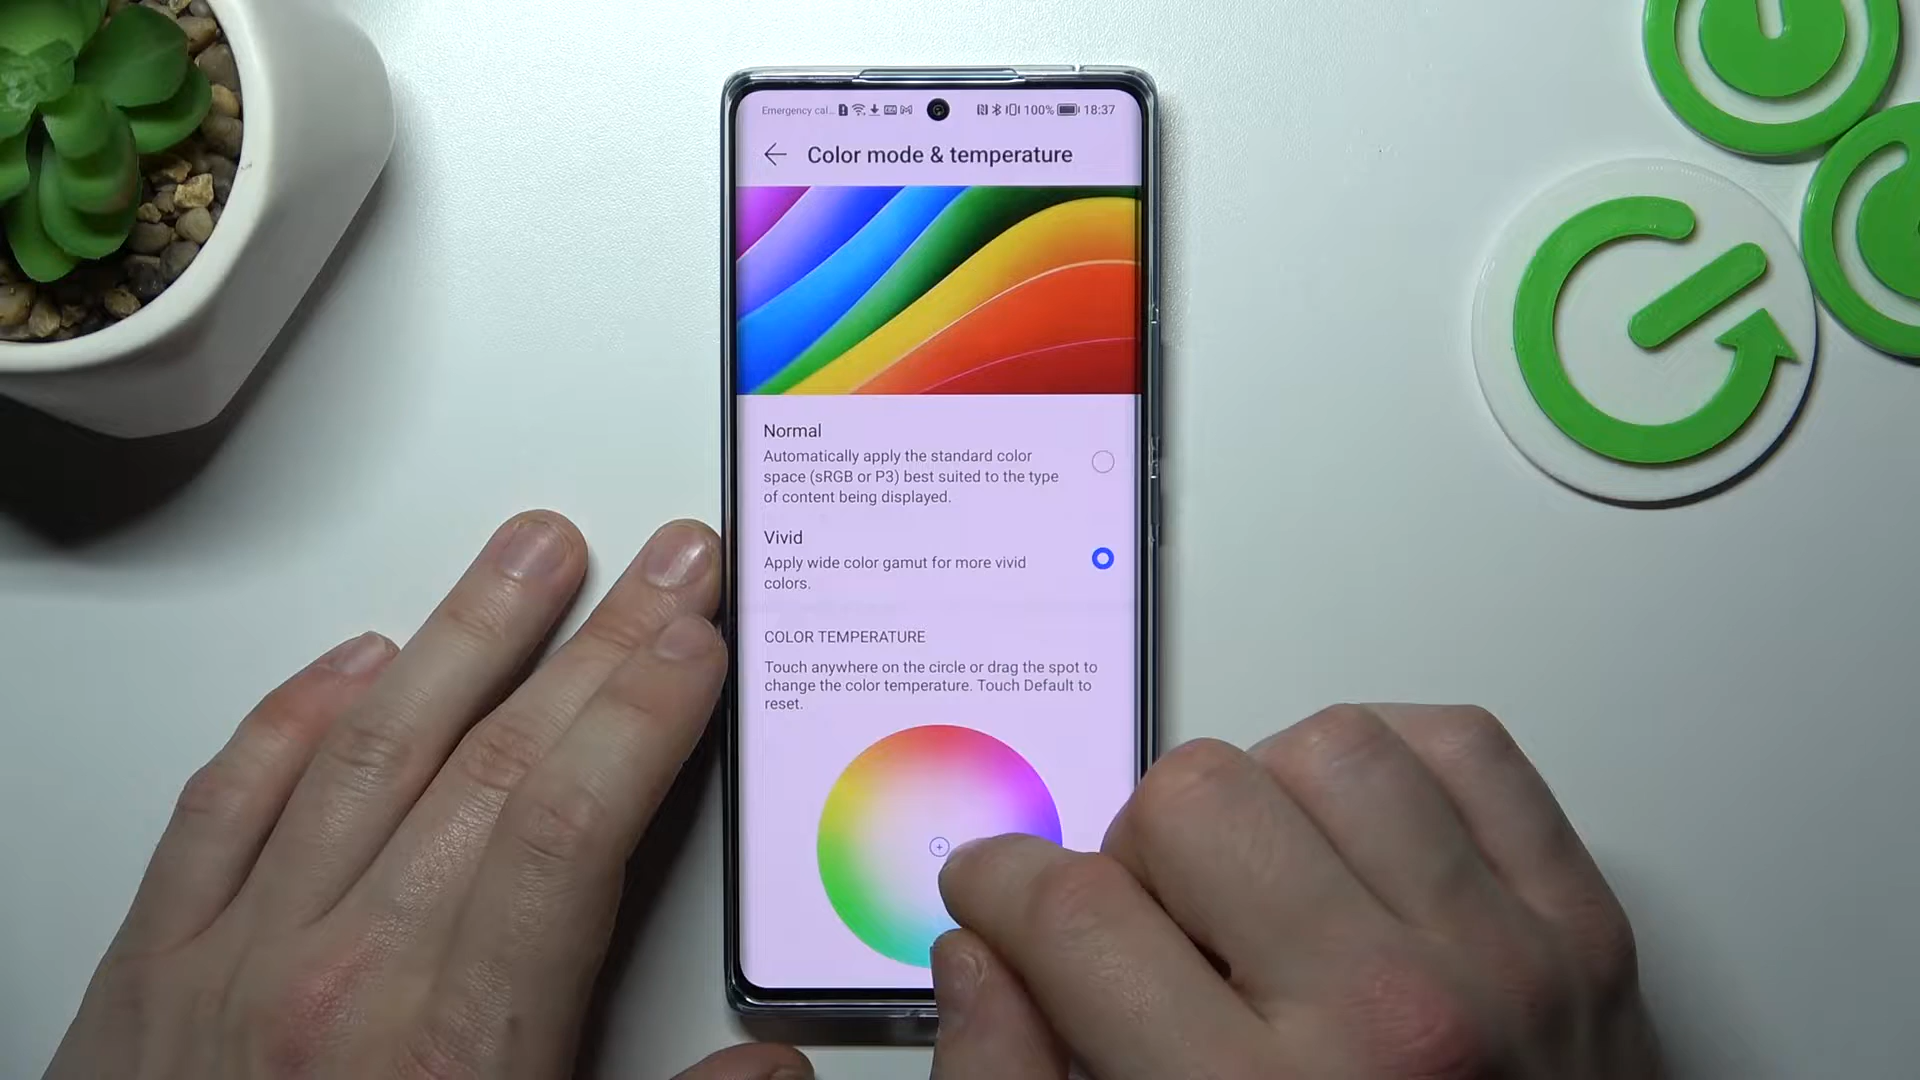 Emergency cal... 100% 18:37
Color mode & temperature
Normal
Automatically apply the standard color
space (sRGB or P3) best suited to the type
of content being displayed.
Vivid
Apply wide color gamut for more vivid
colors.
COLOR TEMPERATURE
Touch anywhere on the circle or drag the spot to
change the color temperature. Touch Default to
reset.